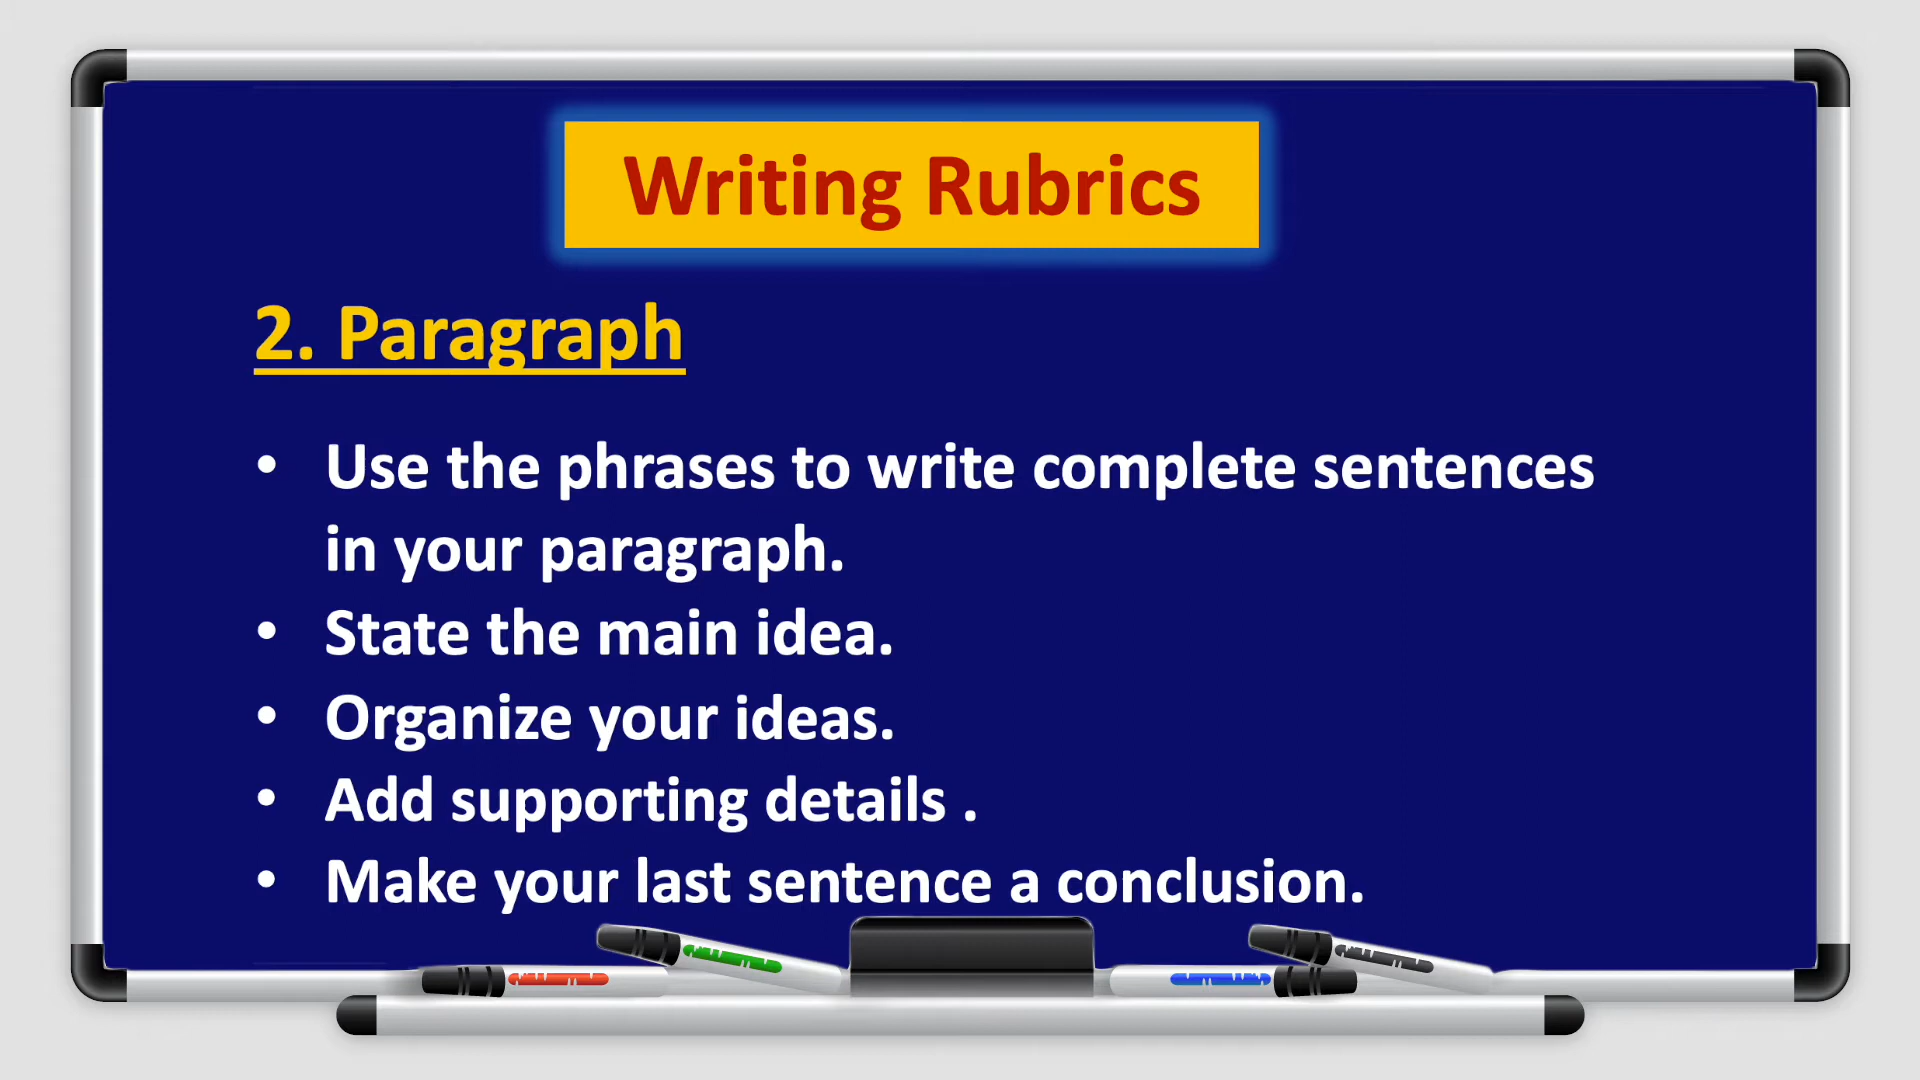 Writing Rubrics
2. Paragraph
• Use the phrases to write complete sentences
in your paragraph.
• State the main idea.
• Organize your ideas.
• Add supporting details .
• Make your last sentence a conclusion.